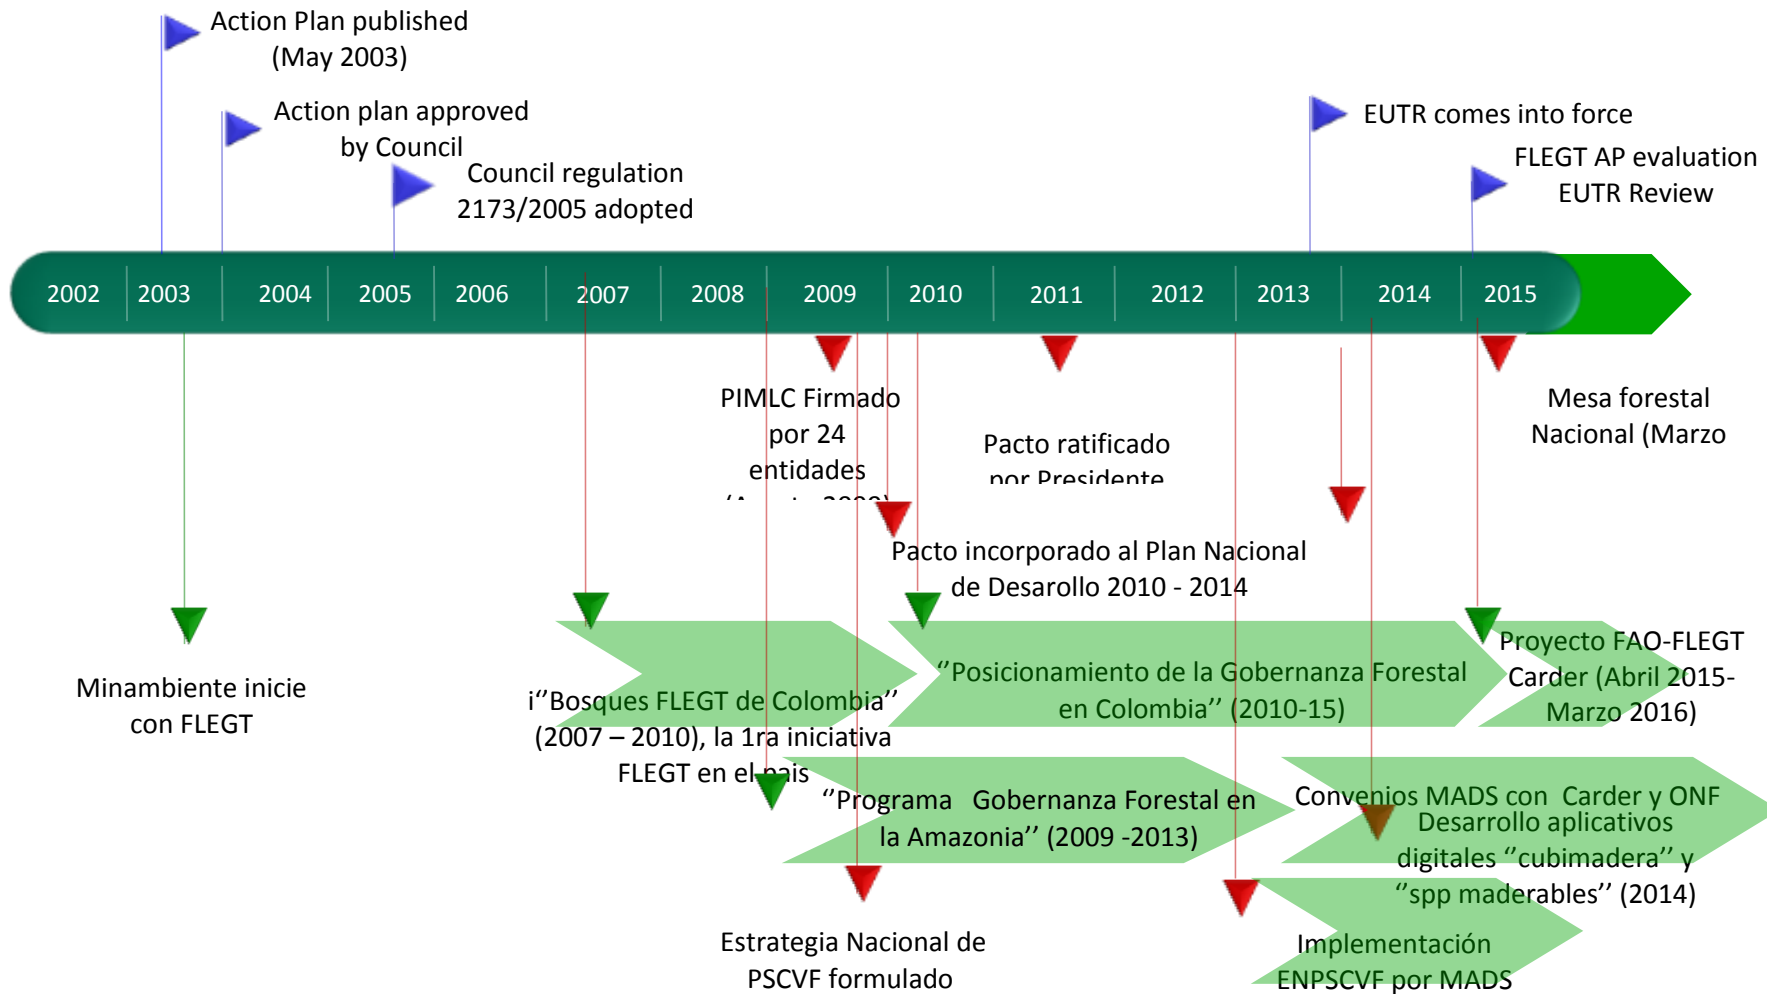 Action Plan published
(May 2003)
Action plan approved
by Council
Council regulation
2173/2005 adopted
EUTR comes into force
FLEGT AP evaluation
EUTR Review
2002 2003 2004 2005 2006 2007 2008 2009 2010 2011 2012 2013 2014 2015
PIMLC Firmado
por 24
entidades
Pacto ratificado
por Presidente
Mesa forestal
Nacional (Marzo
Pacto incorporado al Plan Nacional
de Desarollo 2010 - 2014
Minambiente inicie
con FLEGT
i‘’Bosques FLEGT de Colombia’’
(2007 – 2010), la 1ra iniciativa
FLEGT en el pais
‘’Posicionamiento de la Gobernanza Forestal
en Colombia’’ (2010-15)
Proyecto FAO-FLEGT
Carder (Abril 2015-
Marzo 2016)
‘’Programa Gobernanza Forestal en
la Amazonia’’ (2009 -2013)
Convenios MADS con Carder y ONF
Desarrollo aplicativos
digitales ‘’cubimadera’’ y
‘’spp maderables’’ (2014)
Estrategia Nacional de
PSCVF formulado
Implementación
ENPSCVF por MADS